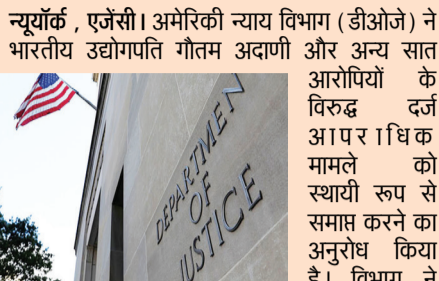 न्यूयॉर्क , एजेंसी। अमेरिकी न्याय विभाग (डीओजे) ने
भारतीय उद्योगपति गौतम अदाणी और अन्य सात
आरोपियों के
विरुद्ध दर्ज
आपराधिक
मामले को
स्थायी रूप से
समाप्त करने का
अनुरोध किया
है। विभाग ने
DEPARTMENT
OF
JUSTICE